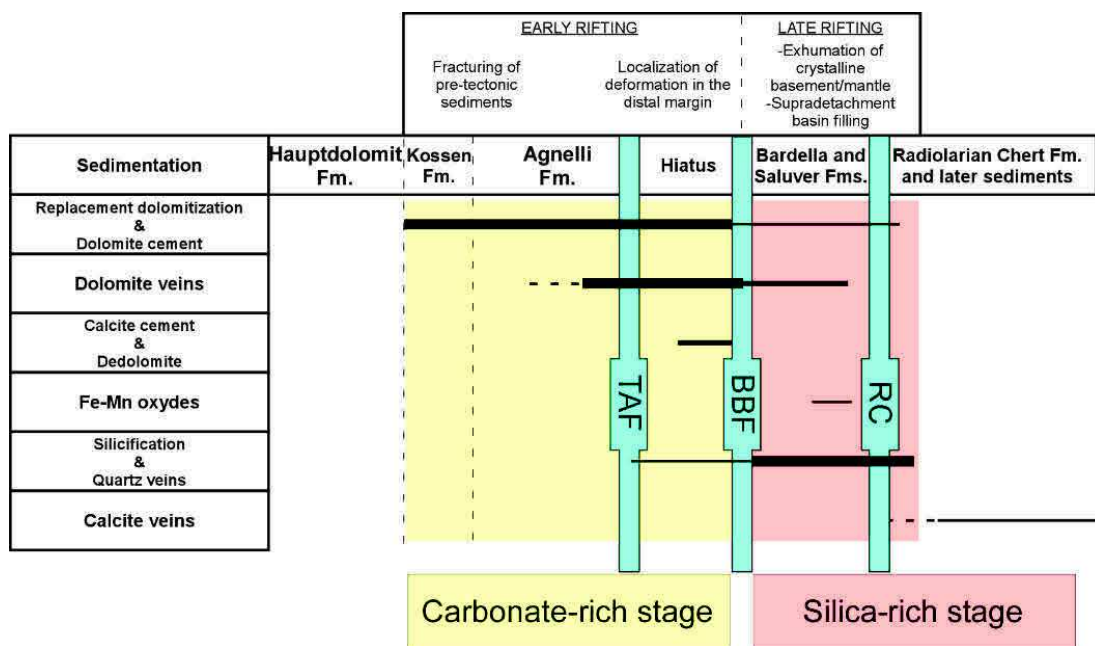 EARLY RIFTING
Fracturing of
pre-tectonic
sediments
Localization of
deformation in the
distal margin
LATE RIFTING
-Exhumation of
crystalline
basement/mantle
-Supradetachment
basin filling
Sedimentation
Hauptdolomit
Fm.
Kossen
Fm.
Agnelli
Fm.
Hiatus
Bardella and
Saluver Fms.
Radiolarian Chert Fm.
and later sediments
Replacement dolomitization
&
Dolomite cement
Dolomite veins
Calcite cement
&
Dedolomite
Fe-Mn oxydes
Silicification
&
Quartz veins
Calcite veins
TAF
BBF
RC
Carbonate-rich stage
Silica-rich stage